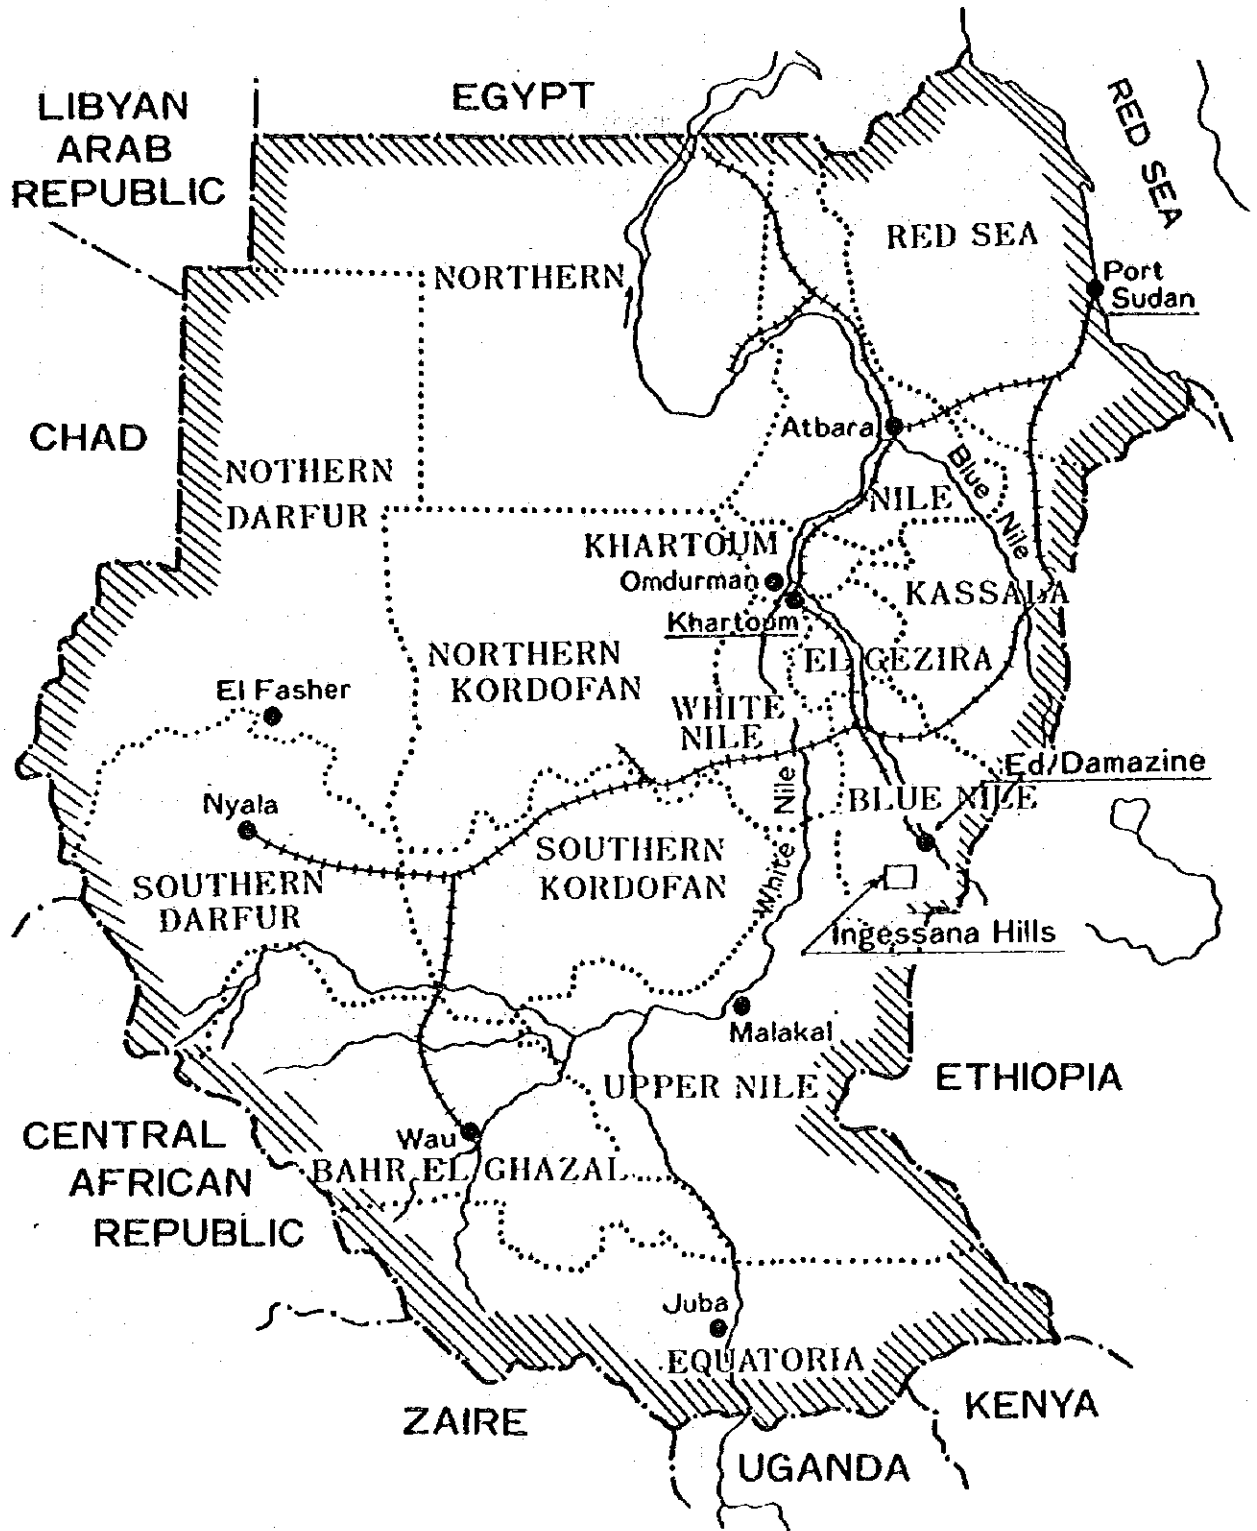 EGYPT
LIBYAN
ARAB
REPUBLIC
RED SEA
RED SEA
NORTHERN
Port
Sudan
CHAD
Atbara
NOTHERN
DARFUR
Blue
Nile
NILE
KHARTOUM
Omdurman
KASSALA
Khartoum
EL GEZIRA
NORTHERN
KORDOFAN
El Fasher
WHITE
NILE
Ed/Damazine
Nyala
White Nile
BLUE NILE
SOUTHERN
KORDOFAN
SOUTHERN
DARFUR
Ingessana Hills
Malakal
ETHIOPIA
UPPER NILE
CENTRAL
AFRICAN
REPUBLIC
Wau
BAHR EL GHAZAL
Juba
EQUATORIA
ZAIRE
KENYA
UGANDA